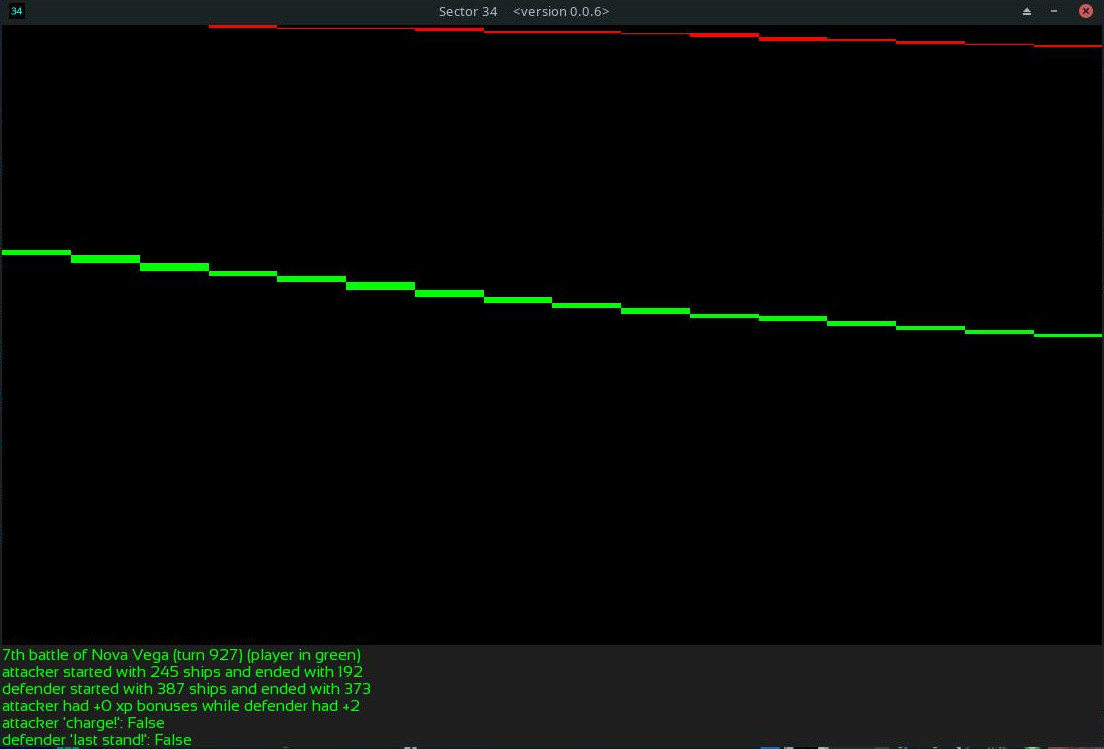 34
Sector 34 <version 0.0.6>
7th battle of Nova Vega (turn 927) (player in green)
attacker started with 245 ships and ended with 192
defender started with 387 ships and ended with 373
attacker had +0 xp bonuses while defender had +2
attacker 'charge!': False
defender 'last stand!': False